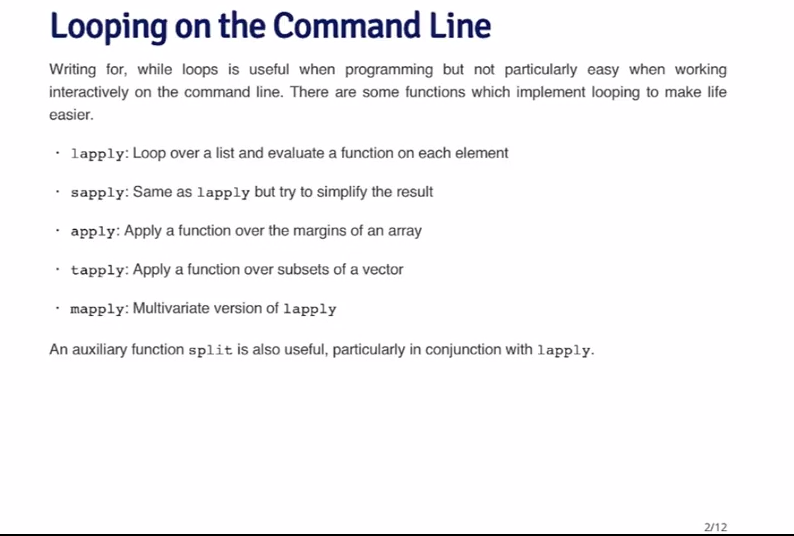 Looping on the Command Line
Writing for, while loops is useful when programming but not particularly easy when working
interactively on the command line. There are some functions which implement looping to make life
easier.
· lapply: Loop over a list and evaluate a function on each element
· sapply: Same as lapply but try to simplify the result
· apply: Apply a function over the margins of an array
· tapply: Apply a function over subsets of a vector
· mapply: Multivariate version of lapply
An auxiliary function split is also useful, particularly in conjunction with lapply.
2/12